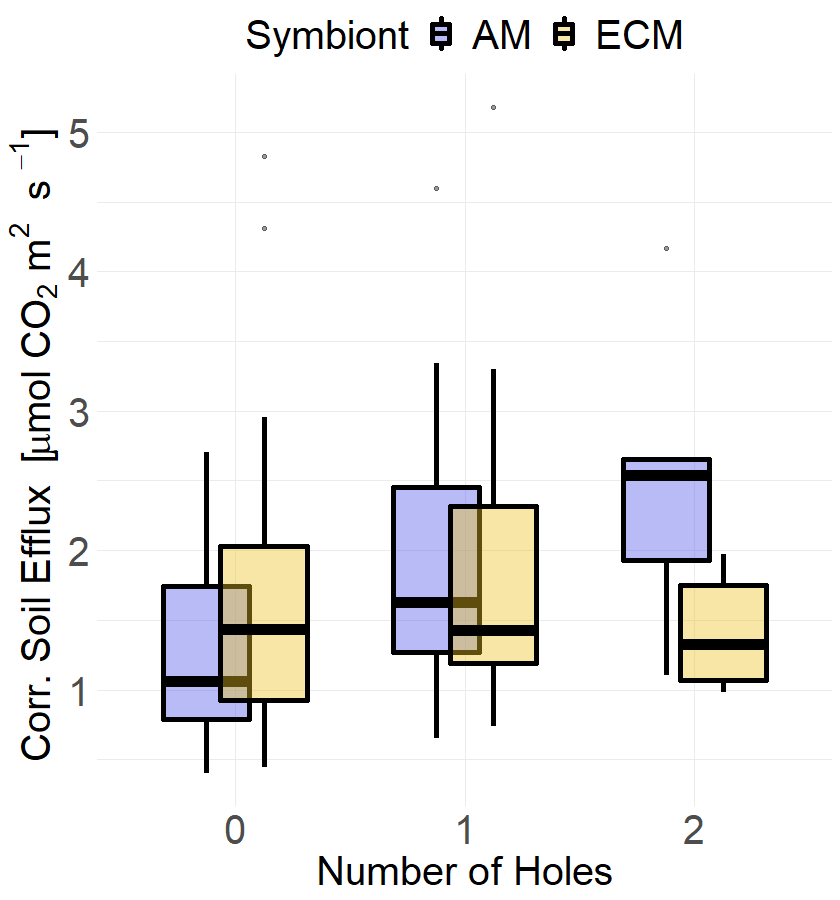 Symbiont AM ECM
Corr. Soil Efflux [μmol CO₂ m² s ⁻¹]
5
4
3
2
1
0 1 2
Number of Holes